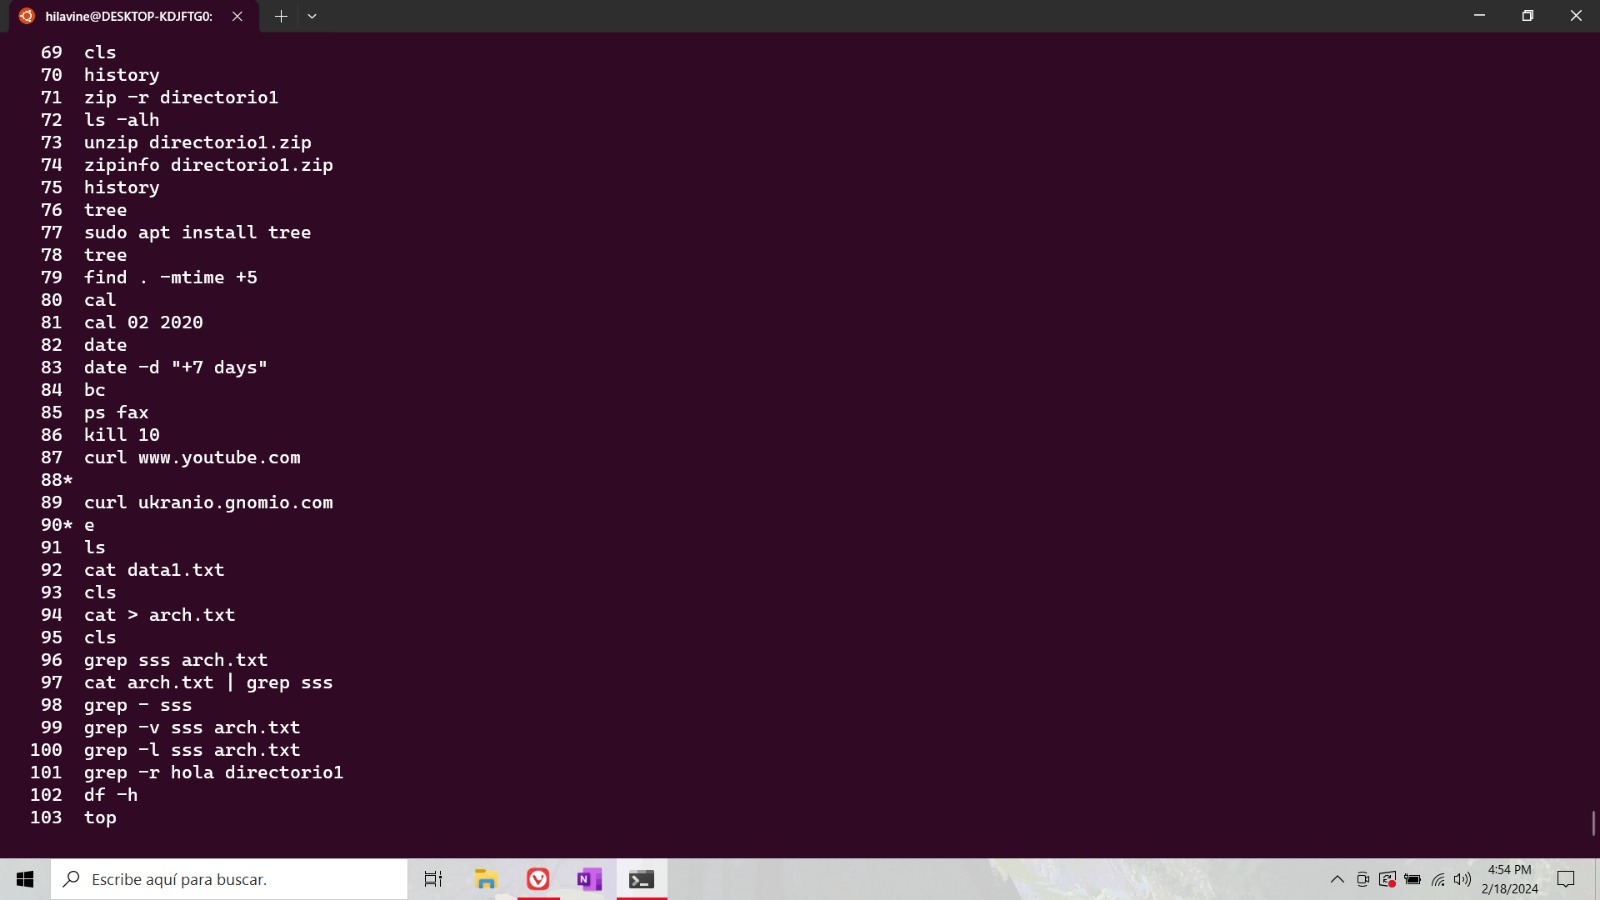 hilavine@DESKTOP-KDJFTG0:
69 cls
70 history
71 zip -r directorio1
72 ls -alh
73 unzip directorio1.zip
74 zipinfo directorio1.zip
75 history
76 tree
77 sudo apt install tree
78 tree
79 find . -mtime +5
80 cal
81 cal 02 2020
82 date
83 date -d "+7 days"
84 bc
85 ps fax
86 kill 10
87 curl www.youtube.com
88*
89 curl ukranio.gnomio.com
90* e
91 ls
92 cat data1.txt
93 cls
94 cat > arch.txt
95 cls
96 grep sss arch.txt
97 cat arch.txt | grep sss
98 grep - sss
99 grep -v sss arch.txt
100 grep -l sss arch.txt
101 grep -r hola directorio1
102 df -h
103 top
Escribe aquí para buscar.
4:54 PM
2/18/2024